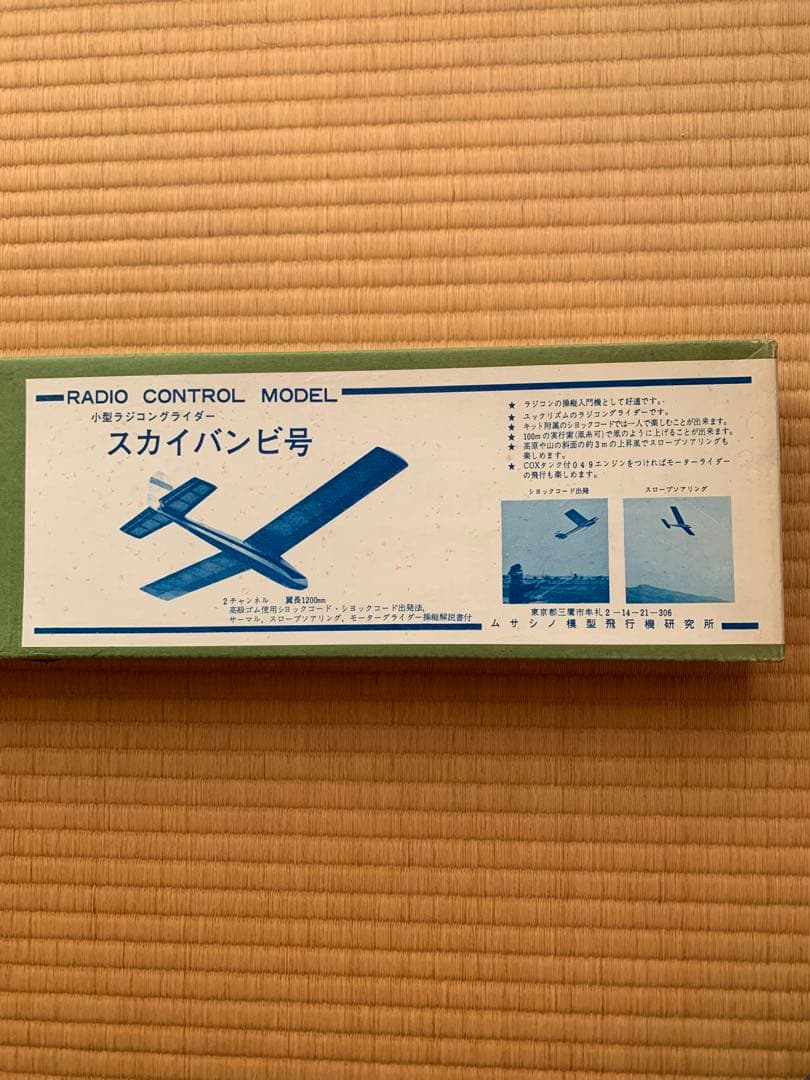 RADIO CONTROL MODEL
小型ラジコングライダー
スカイバンビ号
2チャンネル 翼長1200mm
高級ゴム使用ショックコード・ショックコード出発法,
サーマル, スロープソアリング, モーターグライダー操縦解説書付
★ ラジコンの操縦入門機として好適です。
★ ユックリズムのラジコングライダーです。
★ キット附属のショックコードでは一人で楽しむことが出来ます。
★ 100mの実行索(凧糸可)で凧のように上げることが出来ます。
★ 高原や山の斜面の約3mの上昇風でスロープソアリングも
楽しめます。
★ COXタンク付049エンジンをつければモーターライダー
の飛行も楽しめます。
ショックコード出発
スロープソアリング
東京都三鷹市牟礼2-14-21-306
ムサシノ模型飛行機研究所